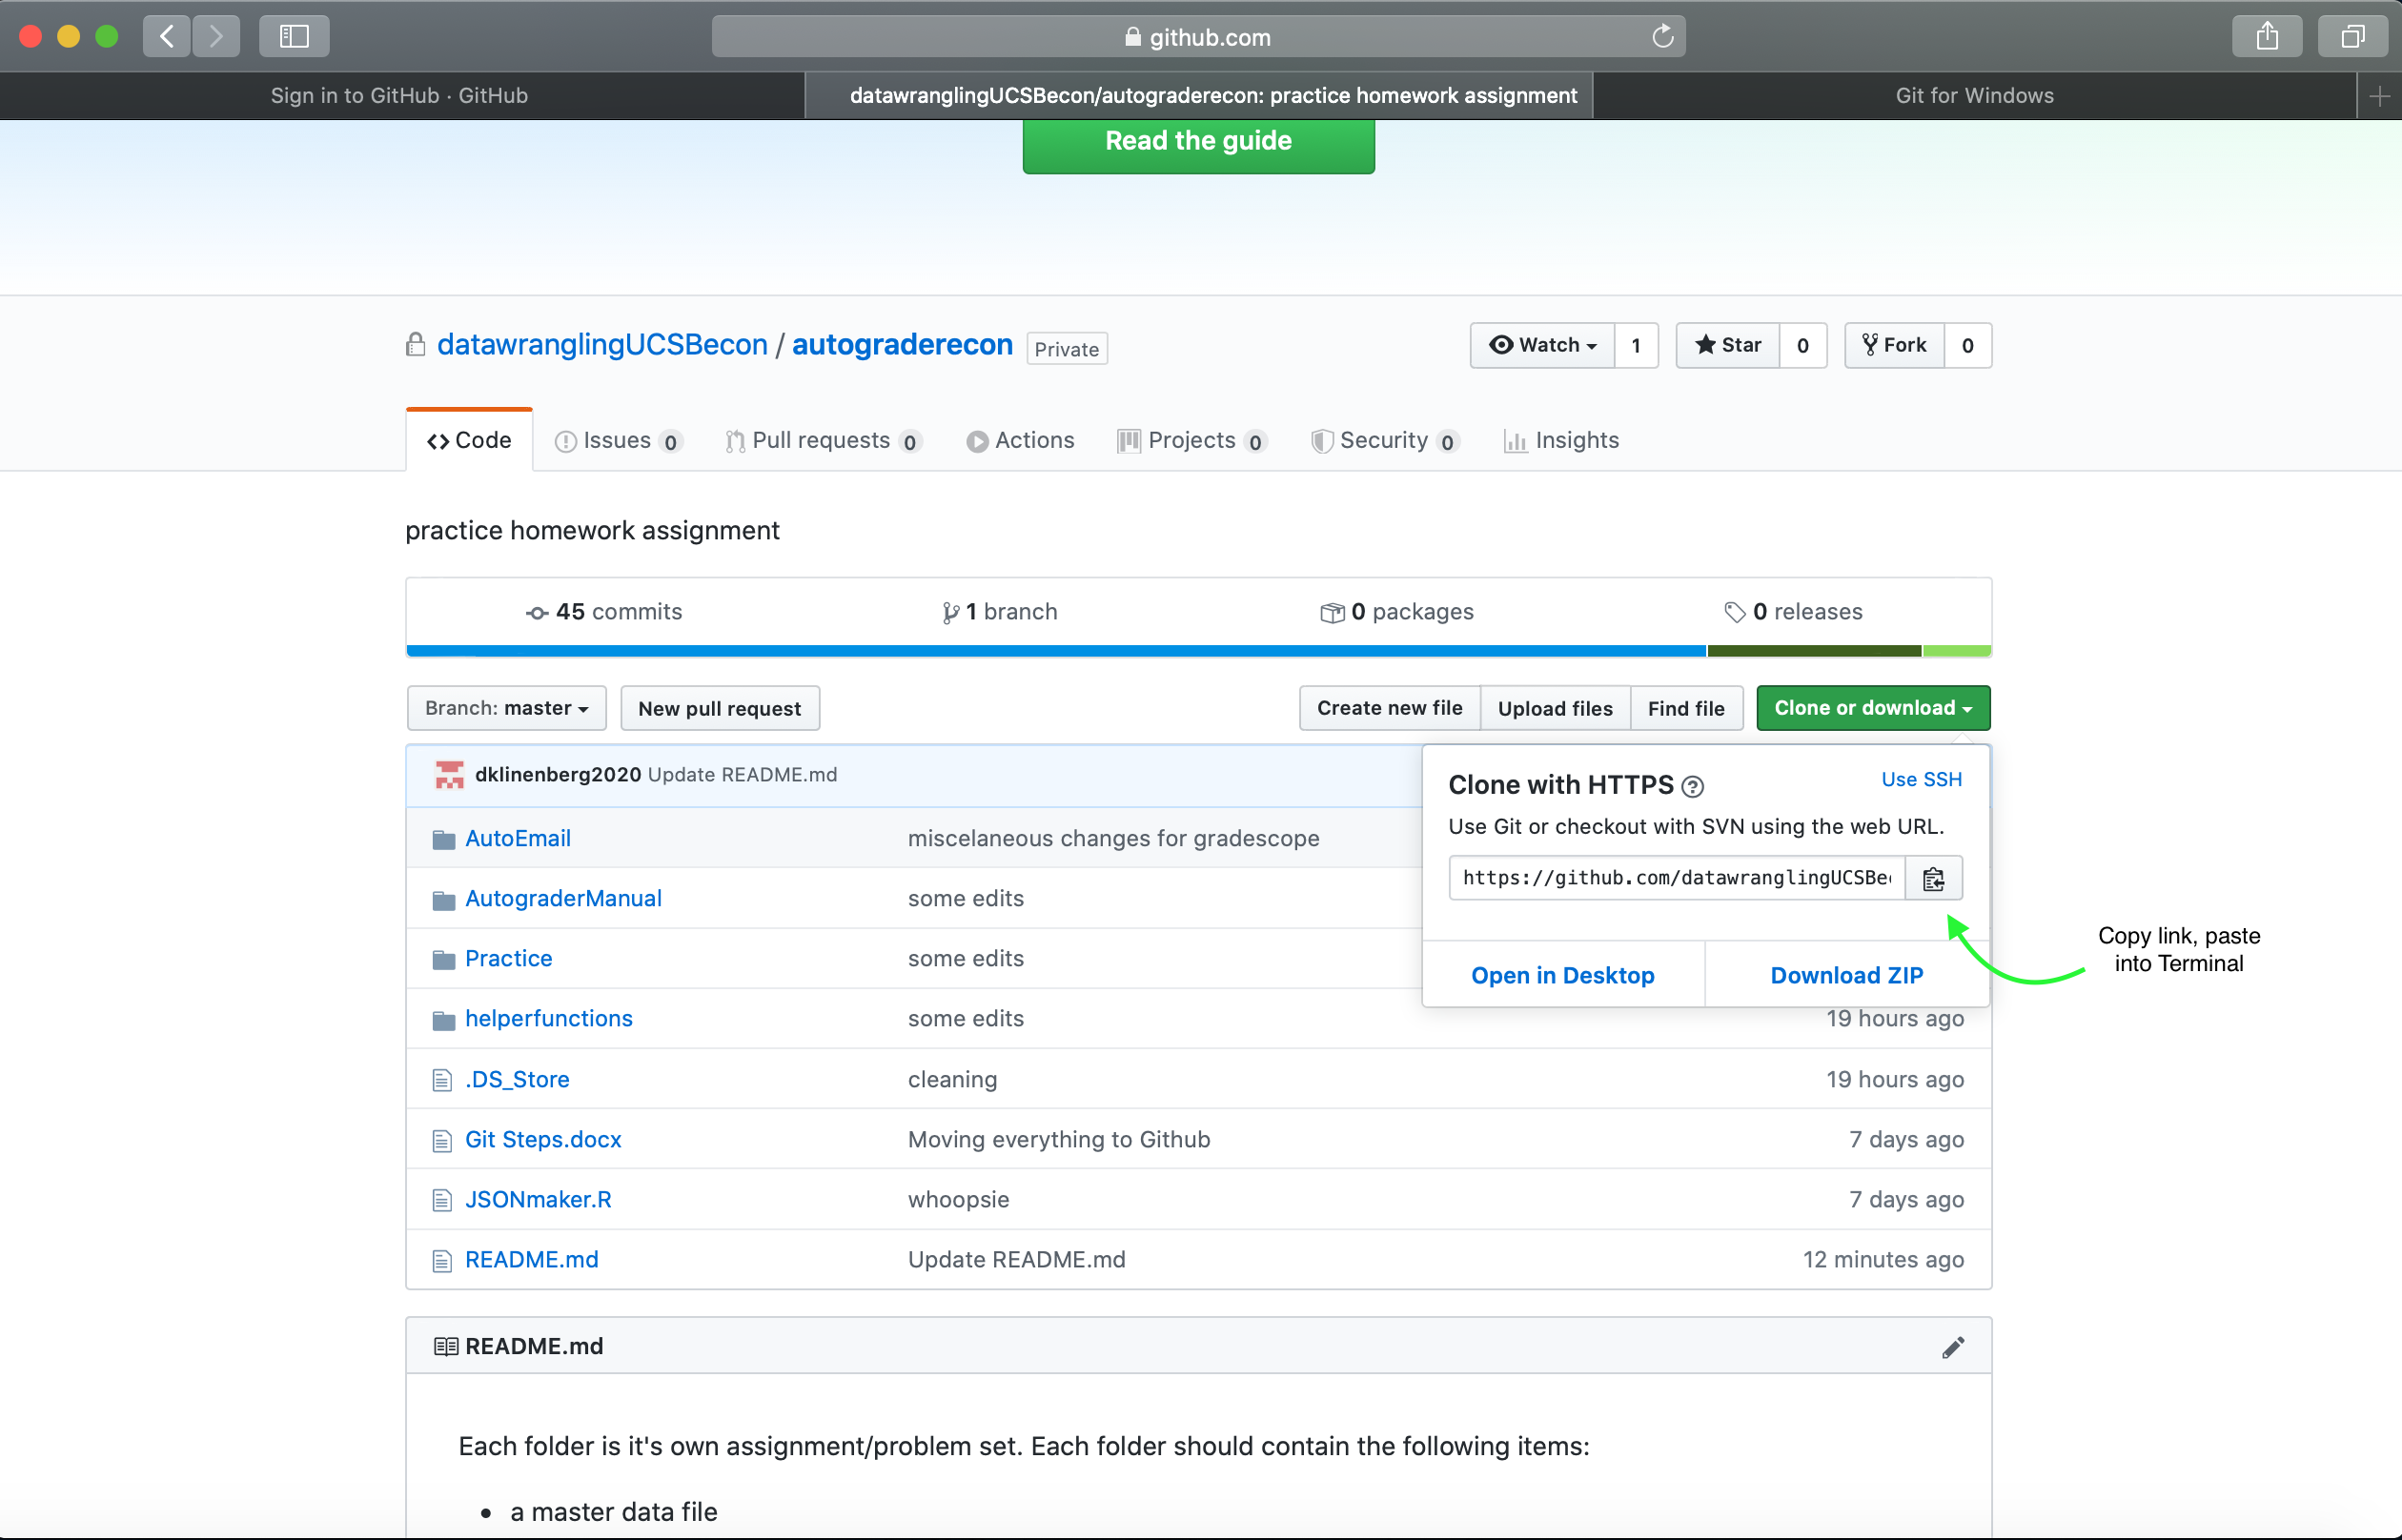 github.com
Sign in to GitHub · GitHub
datawranglingUCSBecon/autograderecon: practice homework assignment
Git for Windows
Read the guide
datawranglingUCSBecon / autograderecon Private
Watch 1
Star 0
Fork 0
Code
Issues 0
Pull requests 0
Actions
Projects 0
Security 0
Insights
practice homework assignment
45 commits
1 branch
0 packages
0 releases
Branch: master
New pull request
Create new file
Upload files
Find file
Clone or download
dklinenberg2020 Update README.md
Clone with HTTPS
Use SSH
Use Git or checkout with SVN using the web URL.
https://github.com/datawranglingUCSBe
Open in Desktop
Download ZIP
Copy link, paste
into Terminal
AutoEmail miscelaneous changes for gradescope
AutograderManual some edits
Practice some edits
helperfunctions some edits 19 hours ago
.DS_Store cleaning 19 hours ago
Git Steps.docx Moving everything to Github 7 days ago
JSONmaker.R whoopsie 7 days ago
README.md Update README.md 12 minutes ago
README.md
Each folder is it's own assignment/problem set. Each folder should contain the following items:
• a master data file